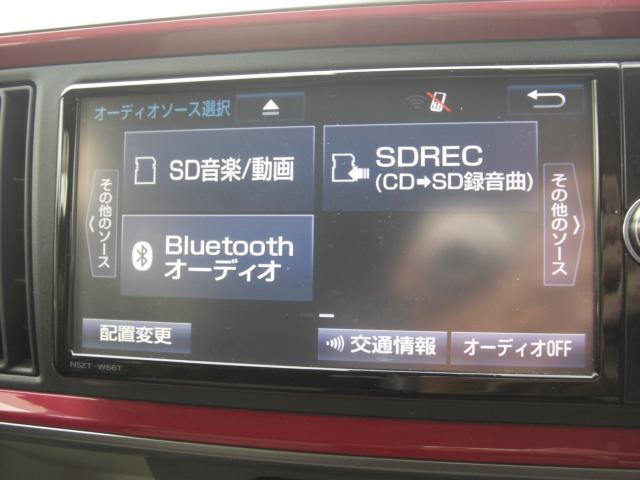 オーディオソース選択
SD音楽/動画
SDREC
(CD➡SD録音曲)
その他のソース
Bluetooth
オーディオ
その他のソース
配置変更
交通情報
オーディオOFF
NSZT-W66T